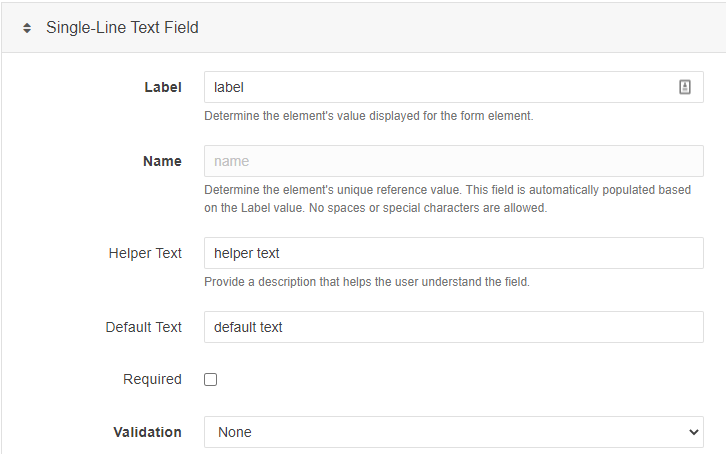 Single-Line Text Field
Label
label
Determine the element's value displayed for the form element.
Name
name
Determine the element's unique reference value. This field is automatically populated based
on the Label value. No spaces or special characters are allowed.
Helper Text
helper text
Provide a description that helps the user understand the field.
Default Text
default text
Required
Validation
None